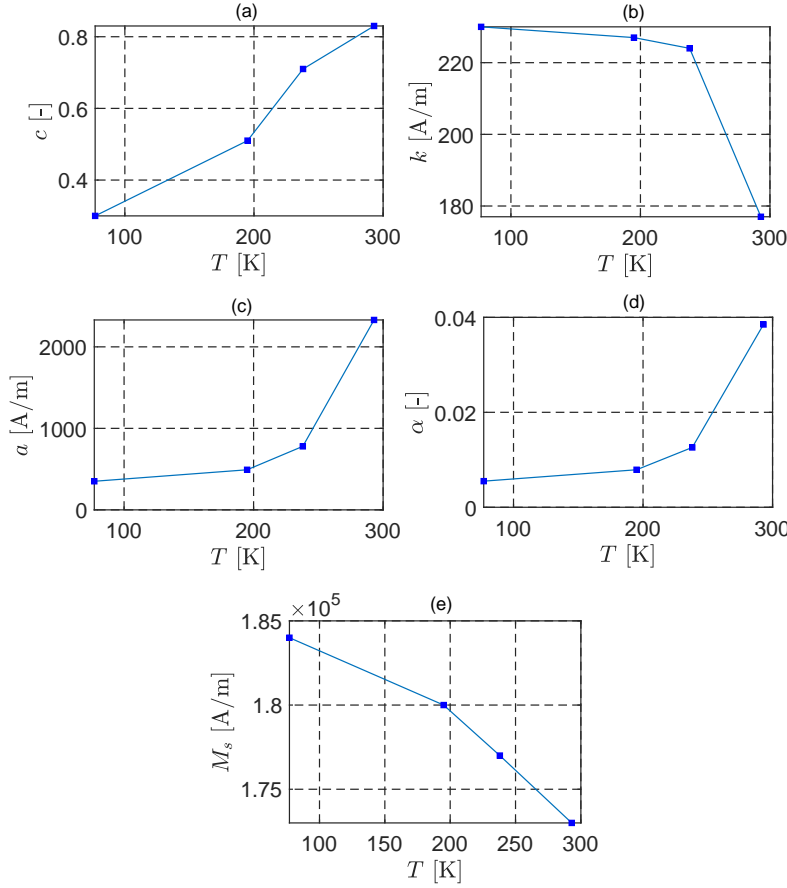 (a)
0.8
0.6
0.4
c [-]
100 200 300
T [K]
(b)
220
200
180
k [A/m]
100 200 300
T [K]
(c)
2000
1000
0
a [A/m]
100 200 300
T [K]
(d)
0.04
0.02
0
α [-]
100 200 300
T [K]
(e)
×10⁵
1.85
1.8
1.75
M_s [A/m]
100 150 200 250 300
T [K]